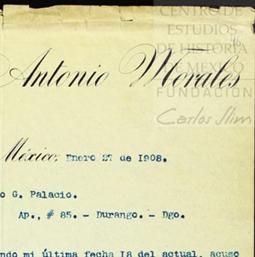 CENTRO DE
ESTUDIOS
DE HISTORIA
DE MÉXICO
FUNDACIÓN
Carlos Slim
Antonio Morales
México, Enero 27 de 1908.
o G. Palacio.
Ap., # 85. - Durango. - Dgo.
ndo mi última fecha I8 del actual, acuso